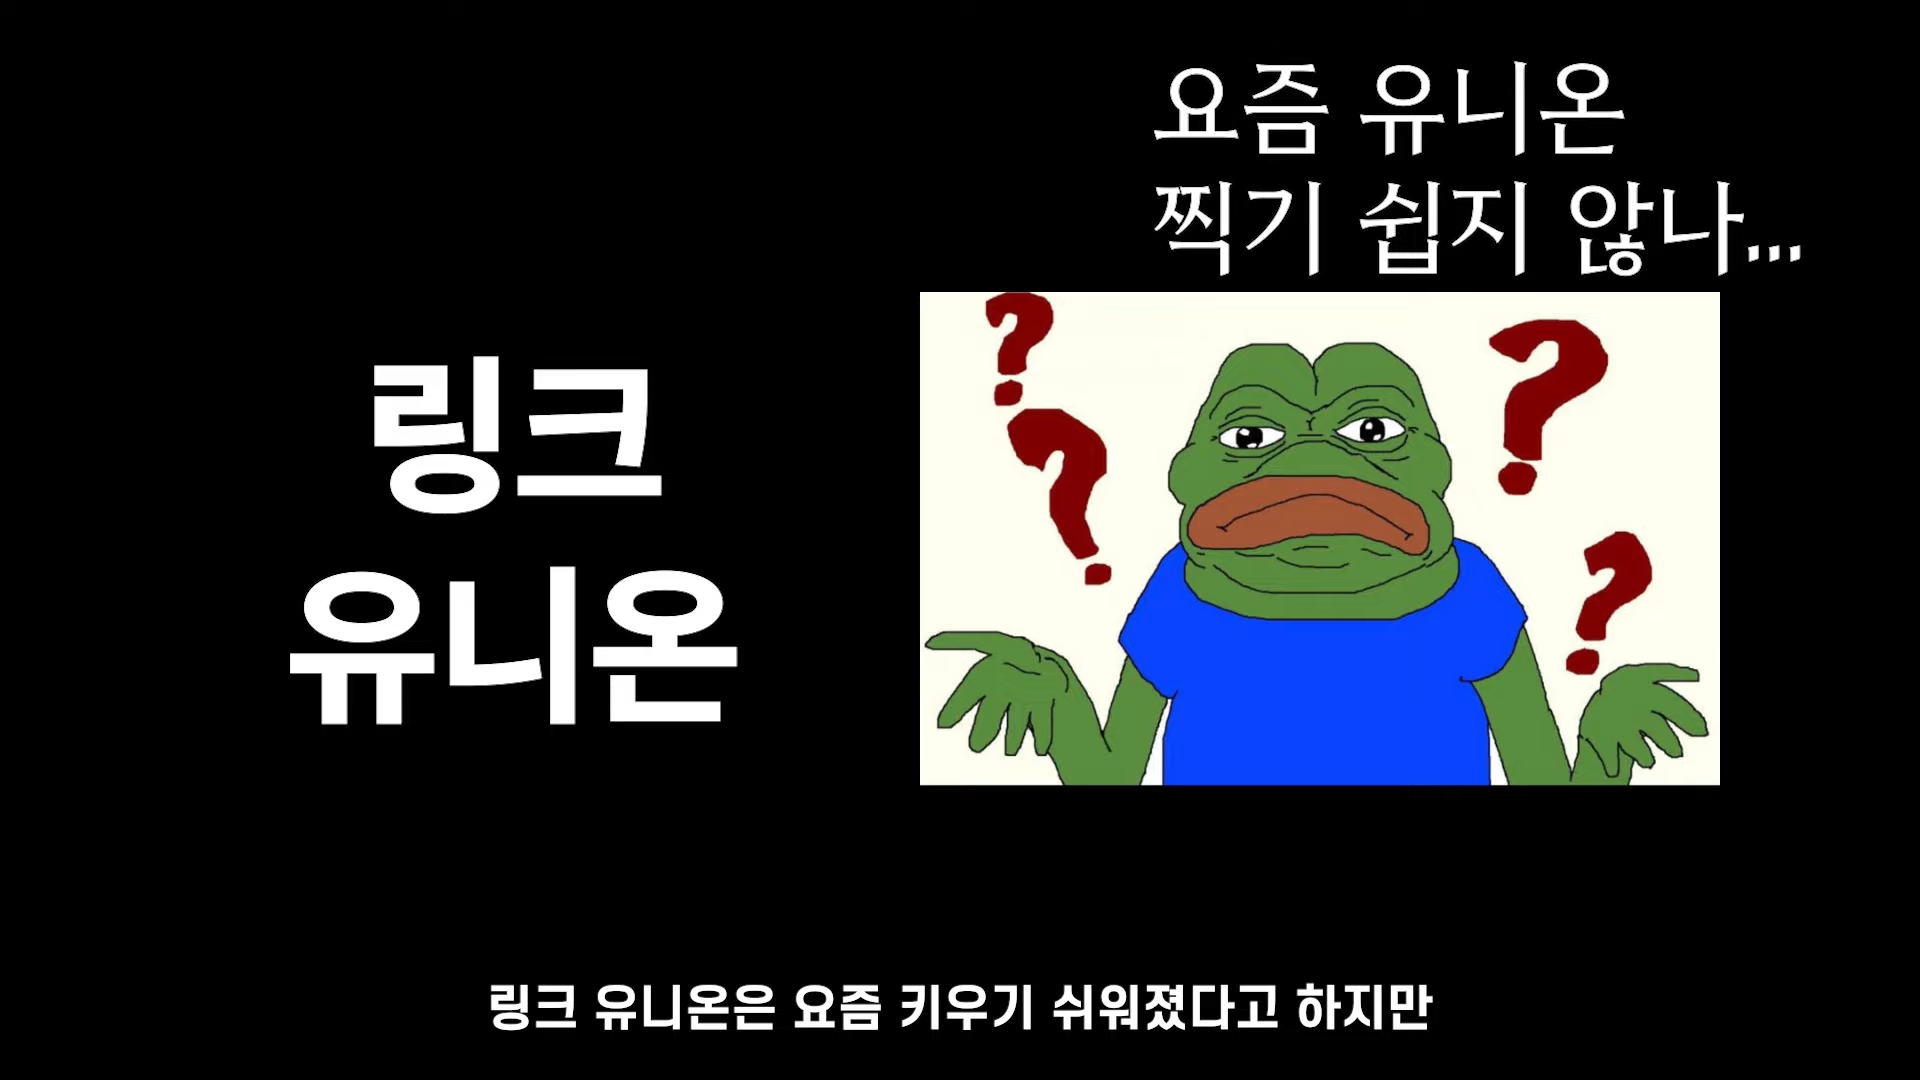 요즘 유니온
찍기 쉽지 않나...
링크
유니온
링크 유니온은 요즘 키우기 쉬워졌다고 하지만